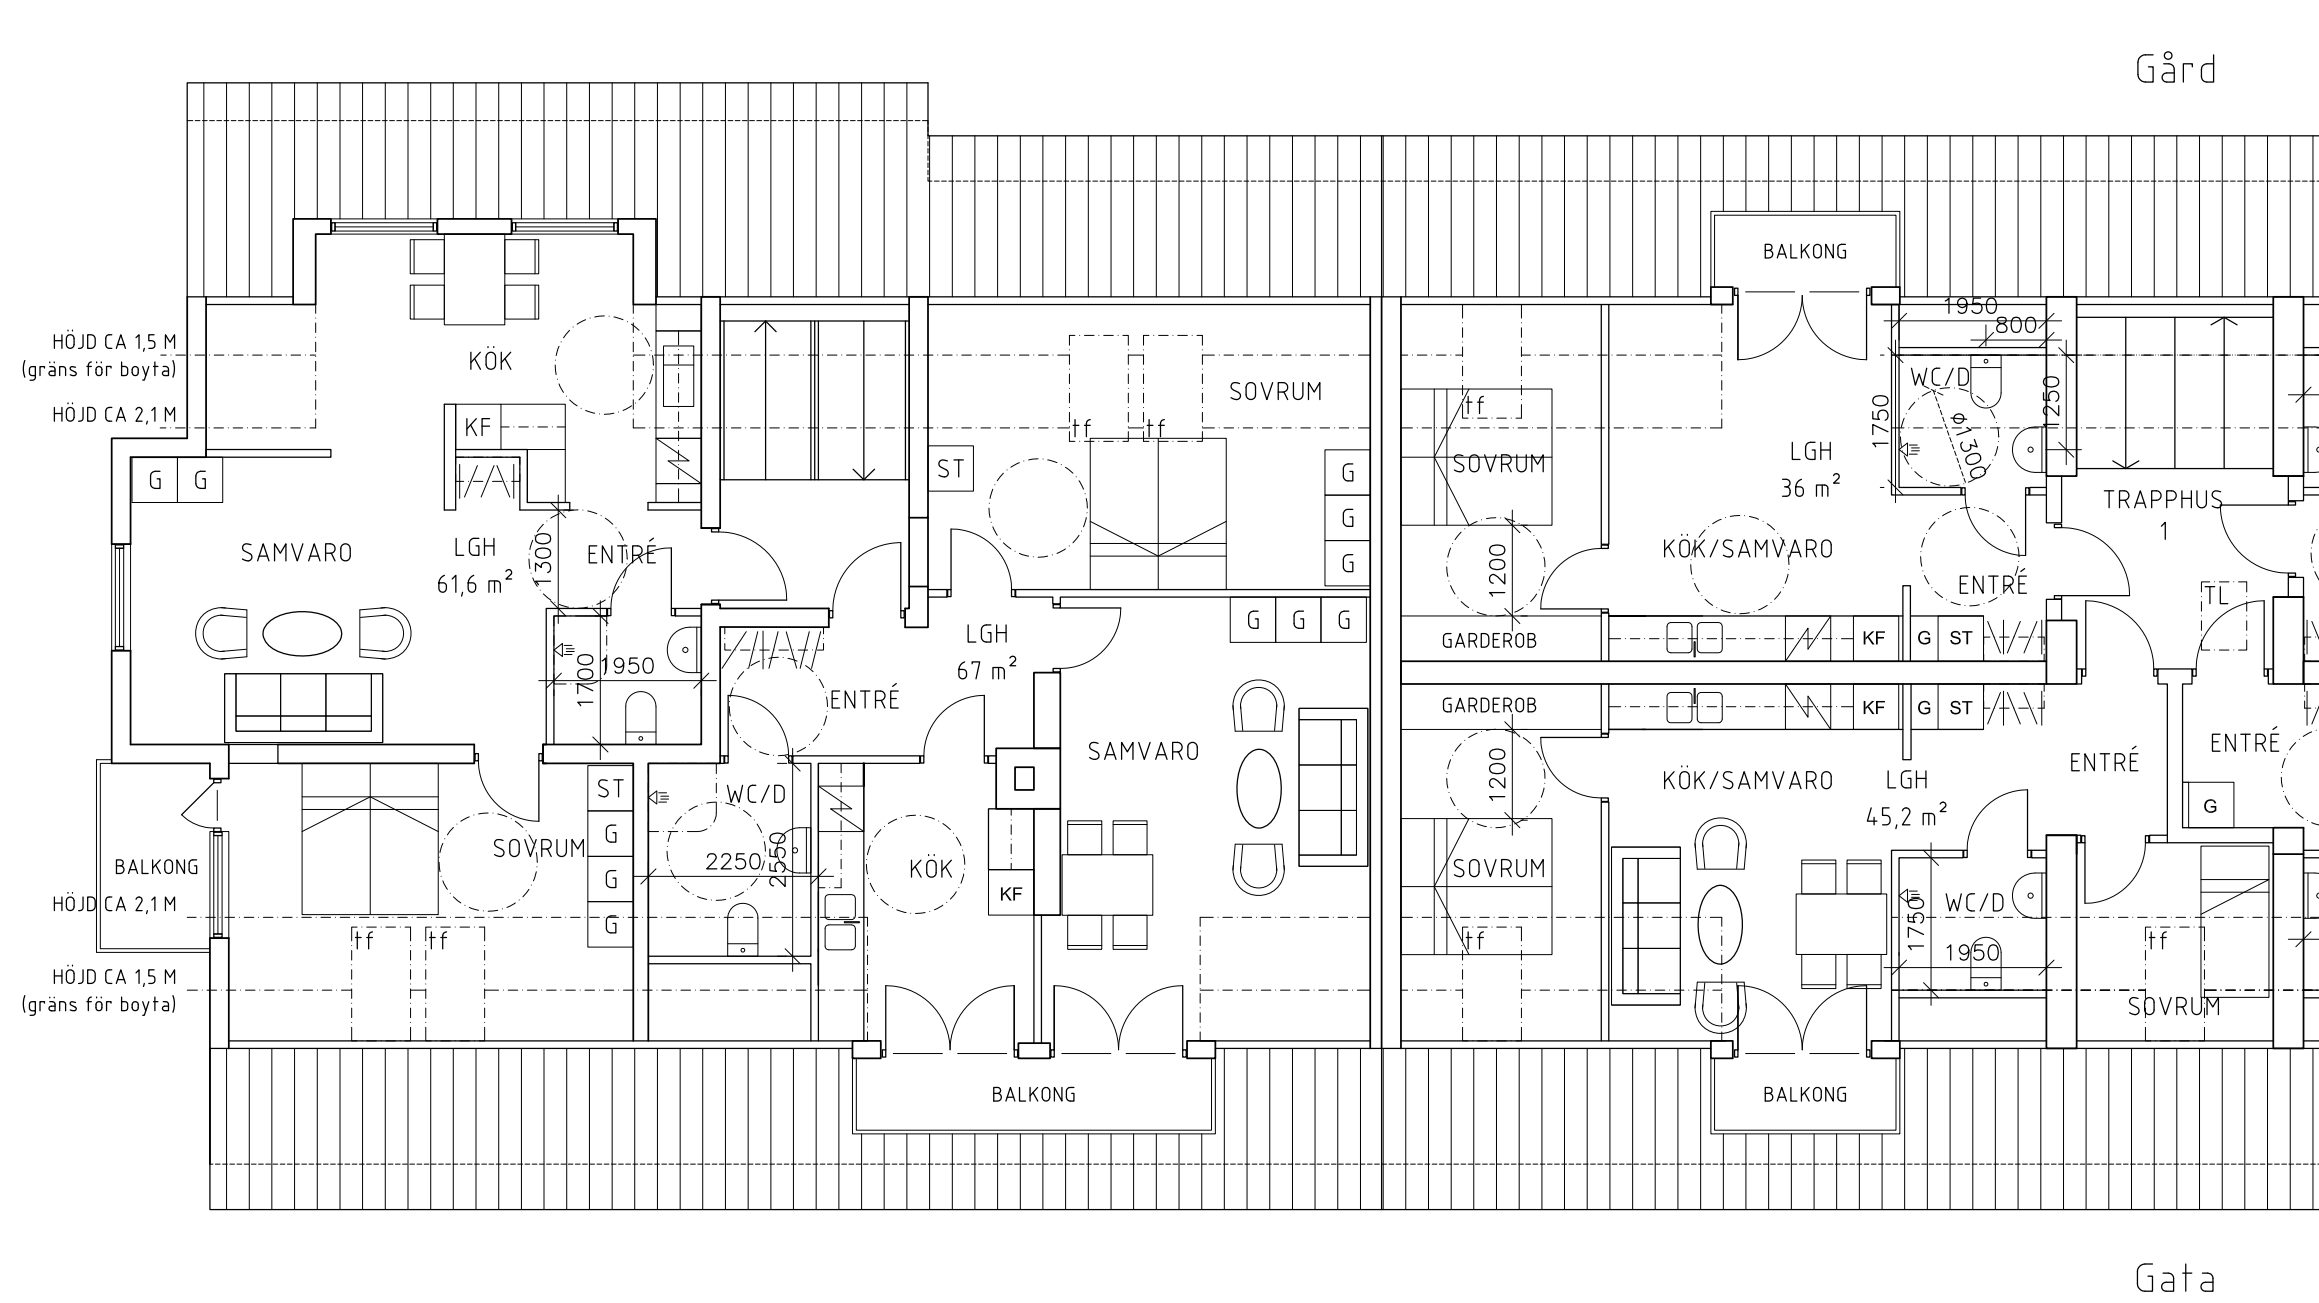 Gård
BALKONG
1950
800
HÖJD CA 1,5 M
(gräns för boyta)
HÖJD CA 2,1 M
KÖK
KF
G
G
SAMVARO
LGH
61,6 m²
1300
ENTRÉ
1700
1950
SOVRUM
tf
tf
ST
G
G
G
LGH
67 m²
G
G
G
ENTRÉ
SAMVARO
WC/D
2250
2550
KÖK
KF
ST
G
G
G
SOVRUM
tf
tf
BALKONG
HÖJD CA 2,1 M
HÖJD CA 1,5 M
(gräns för boyta)
BALKONG
tf
SOVRUM
1200
GARDEROB
LGH
36 m²
KÖK/SAMVARO
WC/D
1750
ϕ1300
1250
ENTRÉ
KF
G
ST
TRAPPHUS
1
TL
GARDEROB
1200
SOVRUM
tf
KF
G
ST
KÖK/SAMVARO
LGH
45,2 m²
ENTRÉ
ENTRÉ
G
WC/D
1750
1950
tf
SOVRUM
BALKONG
Gata